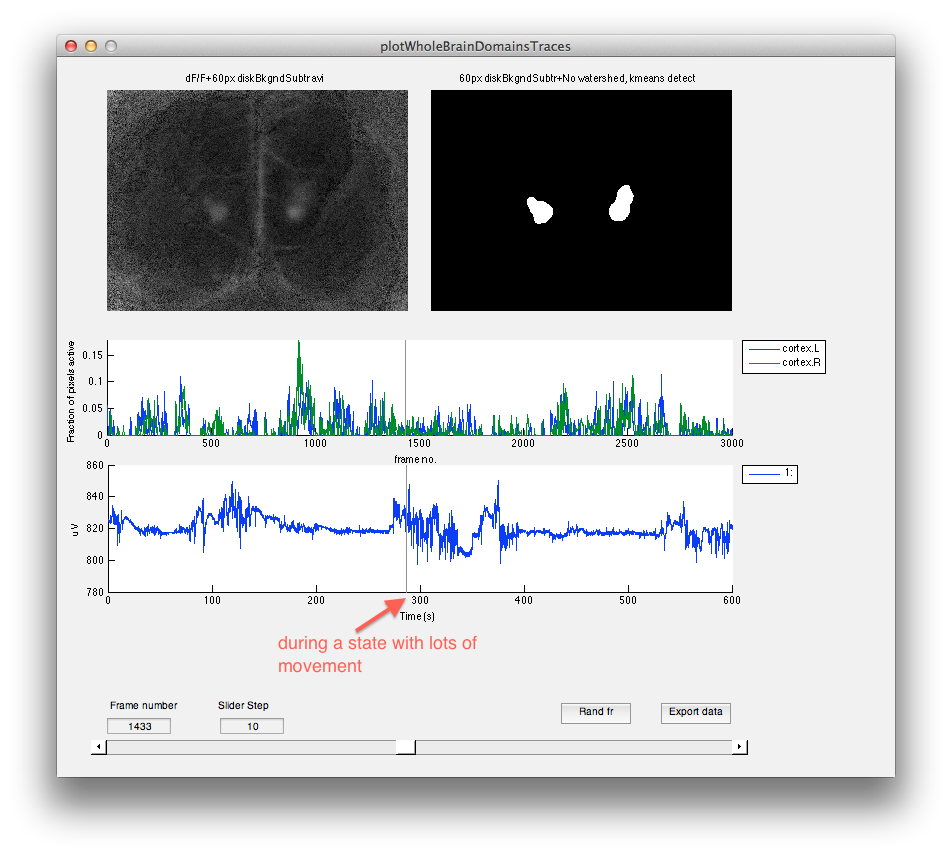 plotWholeBrainDomainsTraces
dF/F+60px diskBkgndSubtr.avi
60px diskBkgndSubtr+No watershed, kmeans detect
Fraction of pixels active
0.15
0.1
0.05
0
0 500 1000 1500 2000 2500 3000
frame no.
cortex.L
cortex.R
uV
860
840
820
800
780
0 100 200 300 400 500 600
Time (s)
1:
during a state with lots of
movement
Frame number
1433
Slider Step
10
Rand fr
Export data